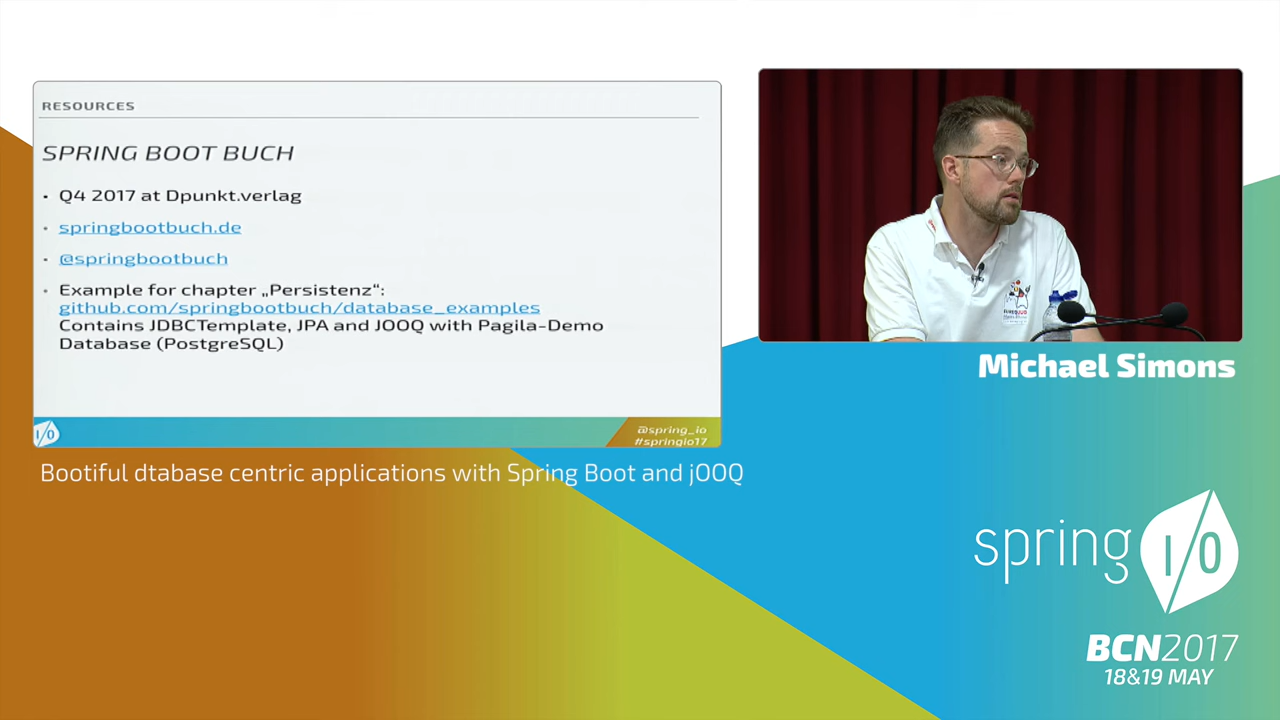 RESOURCES
SPRING BOOT BUCH
• Q4 2017 at Dpunkt.verlag
• springbootbuch.de
• @springbootbuch
• Example for chapter „Persistenz“:
github.com/springbootbuch/database_examples
Contains JDBCTemplate, JPA and JOOQ with Pagila-Demo
Database (PostgreSQL)
I/O
@spring_io
#springio17
Michael Simons
Bootiful dtabase centric applications with Spring Boot and jOOQ
spring I/O
BCN2017
18&19 MAY